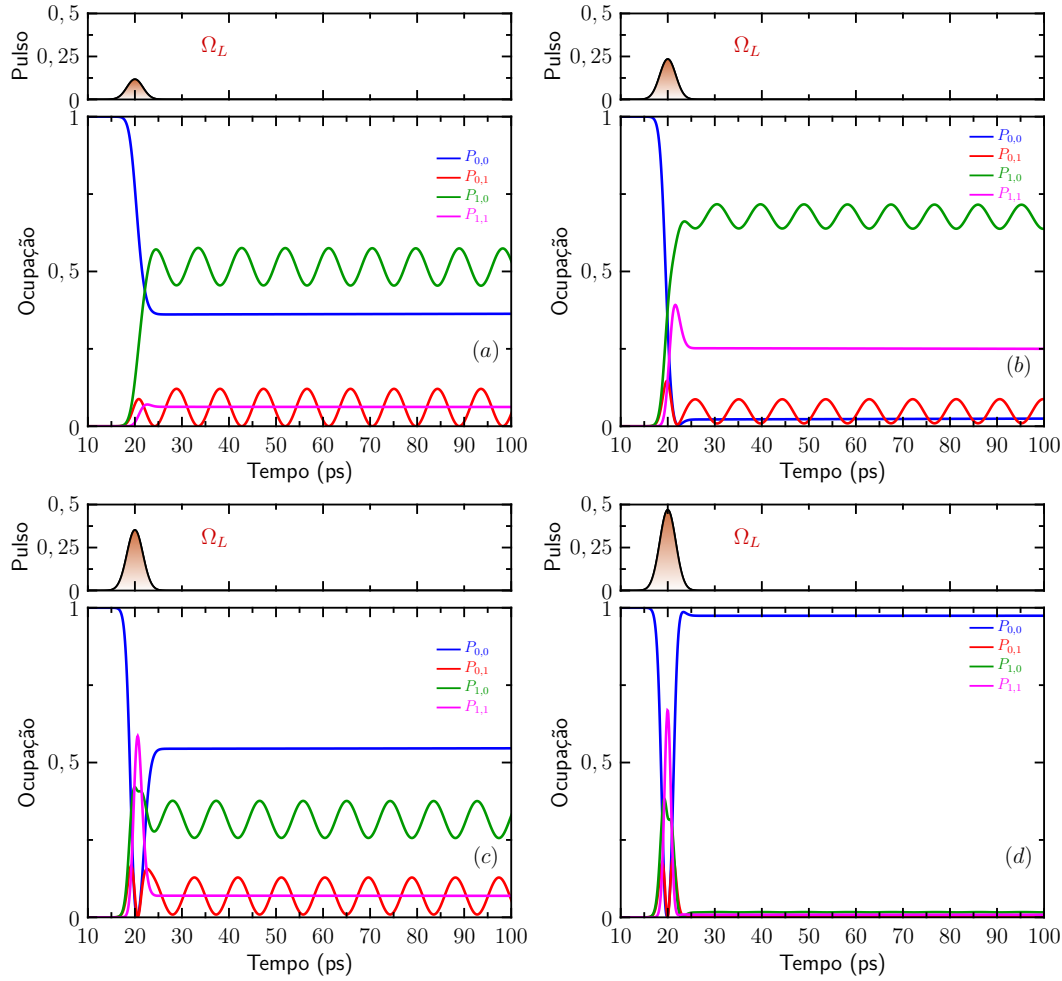 0, 5
0, 25
0
Pulso
Ω_L
1
0, 5
0
Ocupação
P_{0,0}
P_{0,1}
P_{1,0}
P_{1,1}
(a)
10 20 30 40 50 60 70 80 90 100
Tempo (ps)
0, 5
0, 25
0
Pulso
Ω_L
1
0, 5
0
Ocupação
P_{0,0}
P_{0,1}
P_{1,0}
P_{1,1}
(b)
10 20 30 40 50 60 70 80 90 100
Tempo (ps)
0, 5
0, 25
0
Pulso
Ω_L
1
0, 5
0
Ocupação
P_{0,0}
P_{0,1}
P_{1,0}
P_{1,1}
(c)
10 20 30 40 50 60 70 80 90 100
Tempo (ps)
0, 5
0, 25
0
Pulso
Ω_L
1
0, 5
0
Ocupação
P_{0,0}
P_{0,1}
P_{1,0}
P_{1,1}
(d)
10 20 30 40 50 60 70 80 90 100
Tempo (ps)